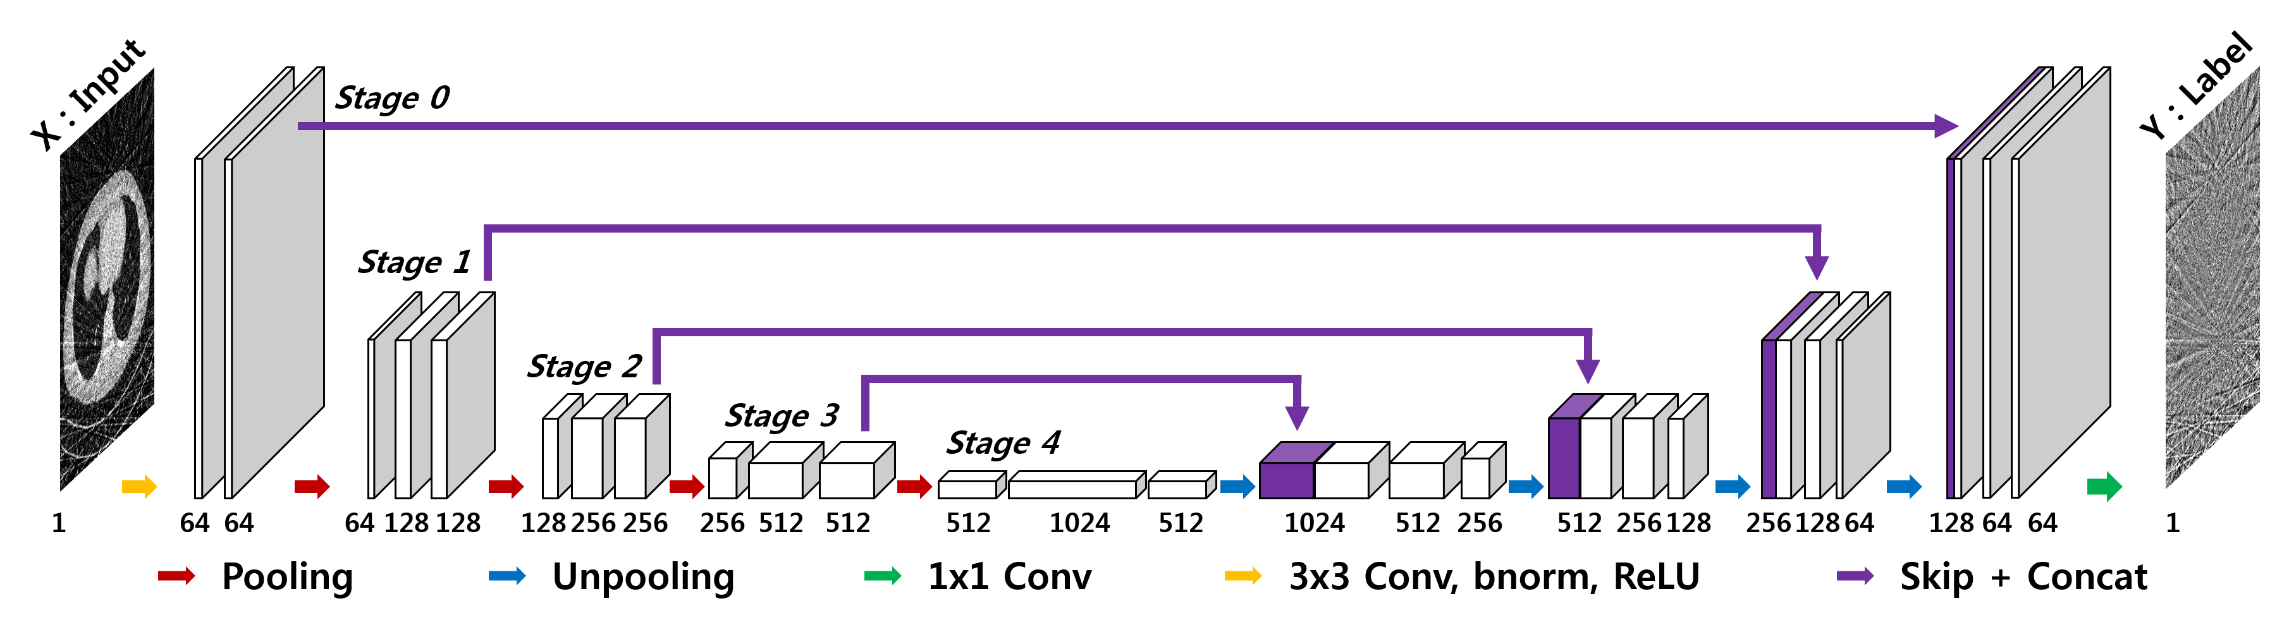 X : Input
Stage 0
Y : Label
Stage 1
Stage 2
Stage 3
Stage 4
1 64 64 64 128 128 128 256 256 256 512 512 512 1024 512 1024 512 256 512 256 128 256 128 64 128 64 64 1
Pooling Unpooling 1x1 Conv 3x3 Conv, bnorm, ReLU Skip + Concat